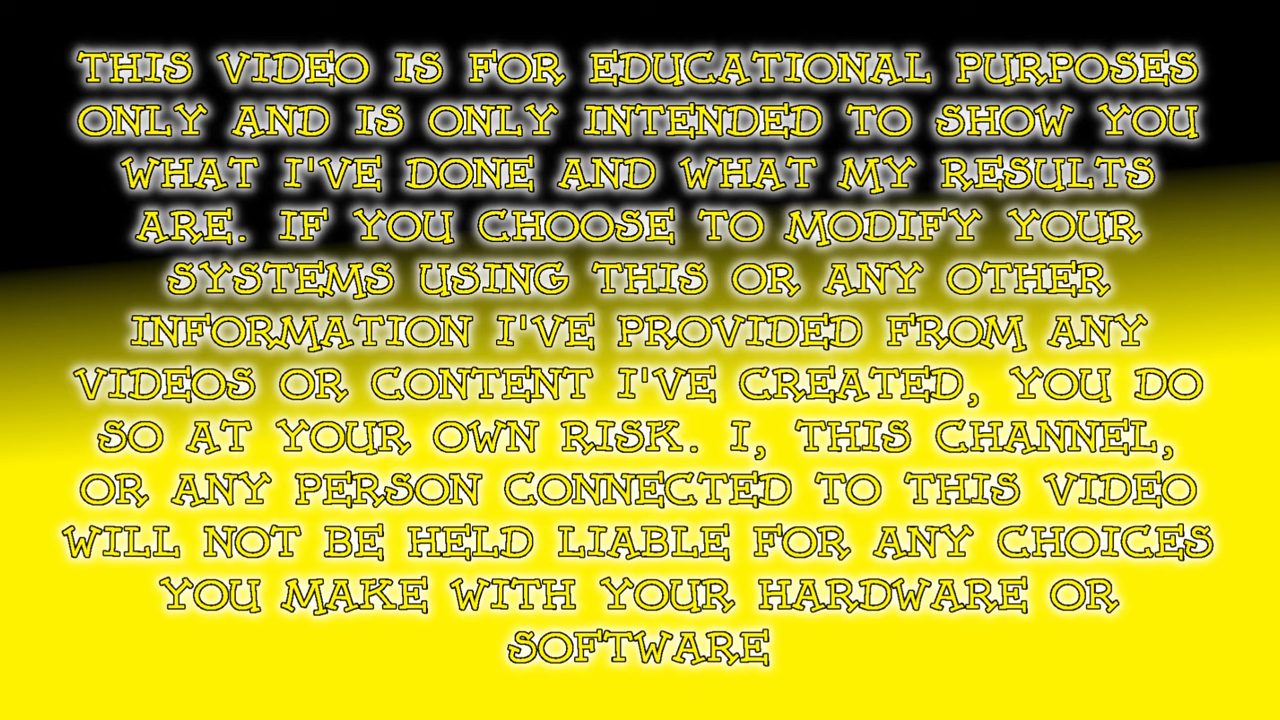 THIS VIDEO IS FOR EDUCATIONAL PURPOSES
ONLY AND IS ONLY INTENDED TO SHOW YOU
WHAT I'VE DONE AND WHAT MY RESULTS
ARE. IF YOU CHOOSE TO MODIFY YOUR
SYSTEMS USING THIS OR ANY OTHER
INFORMATION I'VE PROVIDED FROM ANY
VIDEOS OR CONTENT I'VE CREATED, YOU DO
SO AT YOUR OWN RISK. I, THIS CHANNEL,
OR ANY PERSON CONNECTED TO THIS VIDEO
WILL NOT BE HELD LIABLE FOR ANY CHOICES
YOU MAKE WITH YOUR HARDWARE OR
SOFTWARE